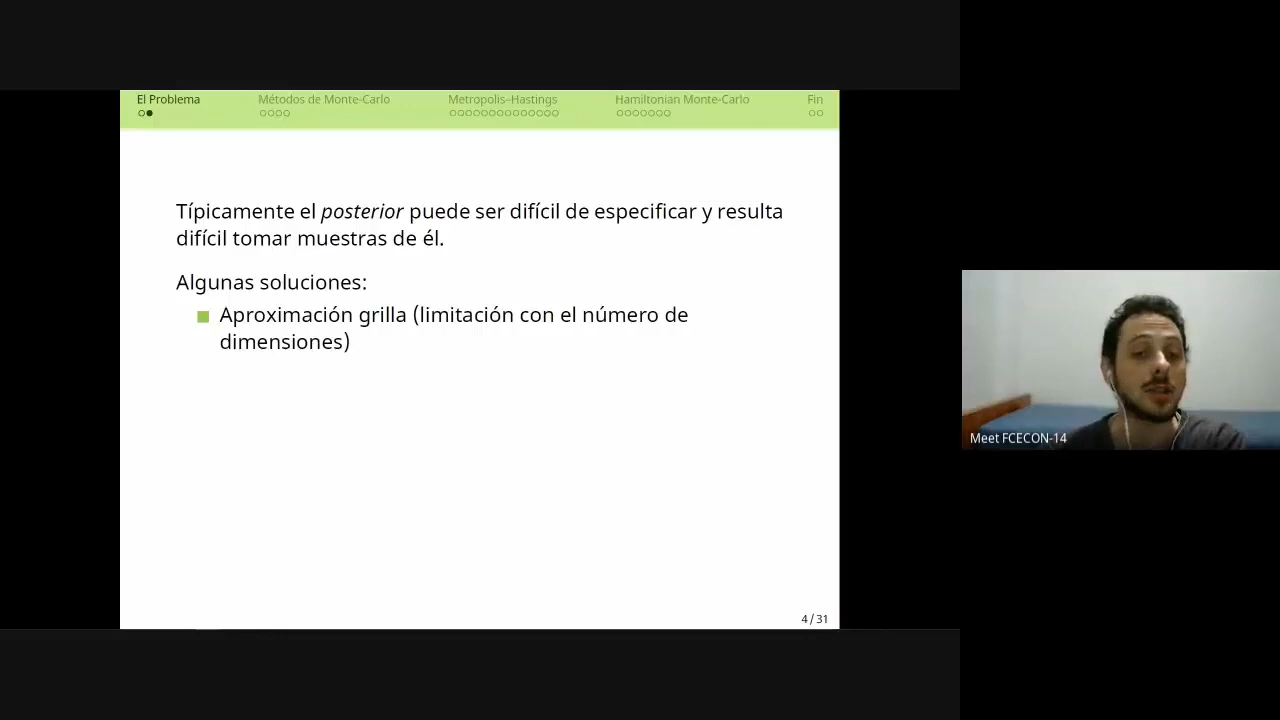 El Problema
Métodos de Monte-Carlo
Metropolis–Hastings
Hamiltonian Monte-Carlo
Fin
Típicamente el posterior puede ser difícil de especificar y resulta
difícil tomar muestras de él.
Algunas soluciones:
Aproximación grilla (limitación con el número de
dimensiones)
4 / 31
Meet FCECON-14